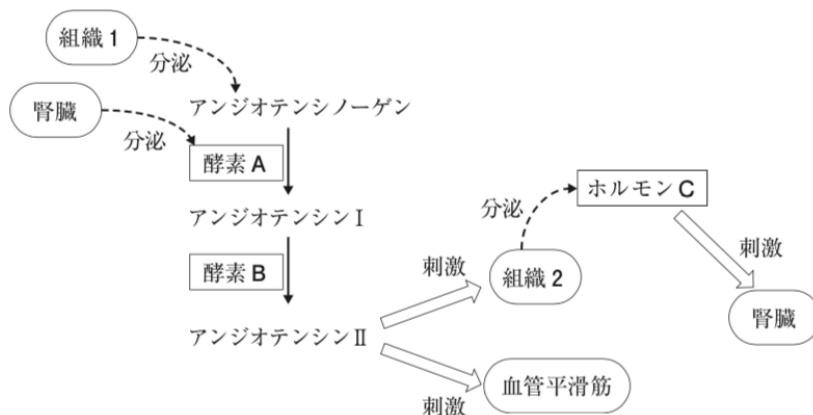 組織1
分泌
腎臓
アンジオテンシノーゲン
分泌
酵素A
アンジオテンシンⅠ
酵素B
アンジオテンシンⅡ
刺激
組織2
分泌
ホルモンC
刺激
腎臓
血管平滑筋
刺激